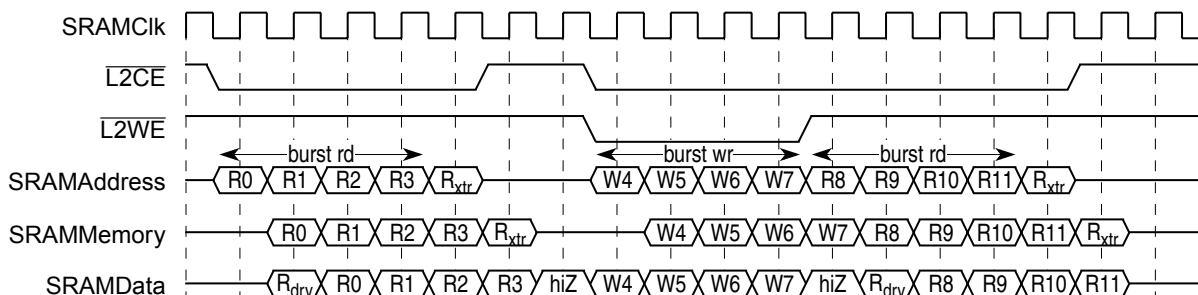 SRAMClk
L2CE
L2WE
burst rd burst wr burst rd
SRAMAddress R0 R1 R2 R3 Rxtr W4 W5 W6 W7 R8 R9 R10 R11 Rxtr
SRAMMemory R0 R1 R2 R3 Rxtr W4 W5 W6 W7 R8 R9 R10 R11 Rxtr
SRAMData Rdrv R0 R1 R2 R3 hiZ W4 W5 W6 W7 hiZ Rdrv R8 R9 R10 R11